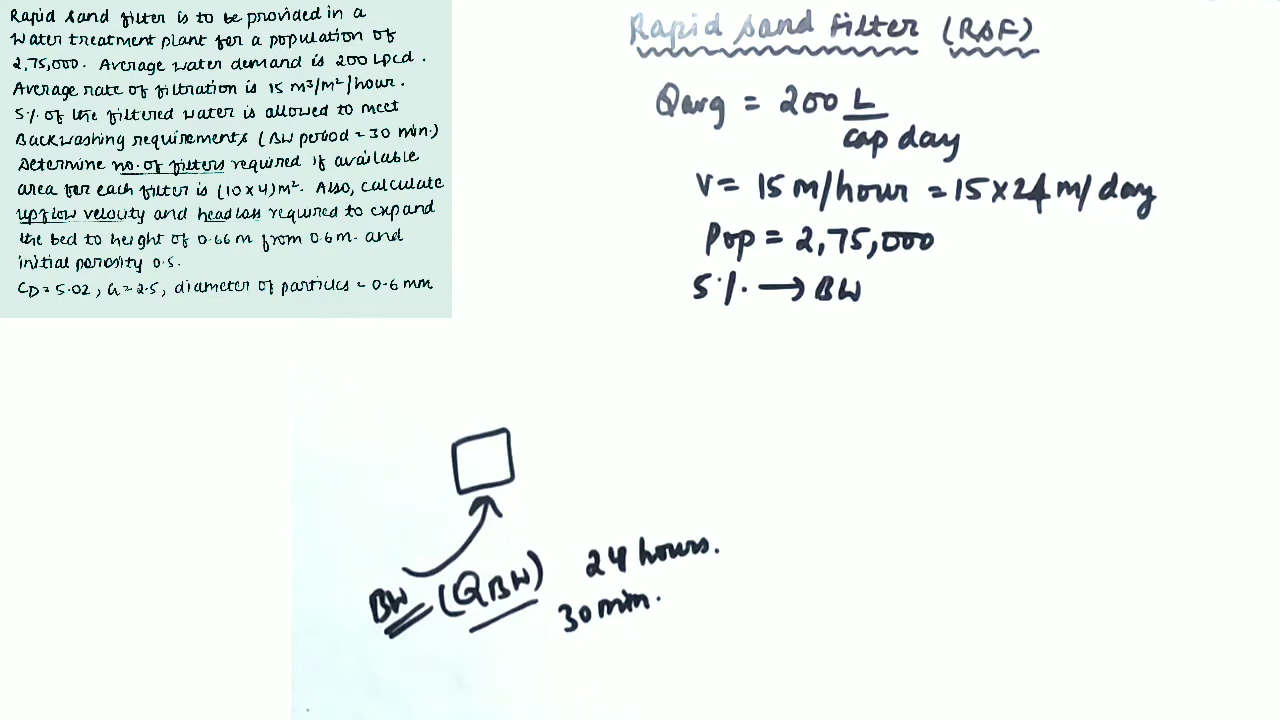 Rapid sand filter is to be provided in a
water treatment plant for a population of
2,75,000. Average water demand is 200 Lpcd.
Average rate of filtration is 15 m³/m²/hour.
5% of the filtered water is allowed to meet
Backwashing requirements (BW period = 30 min.)
Determine no. of filters required if available
area for each filter is (10 x 4) m². Also, calculate
upflow velocity and headloss required to expand
the bed to height of 0.66 m from 0.6 m. and
initial porosity 0.5.
CD = 5.02, G = 2.5, diameter of particles = 0.6 mm
Rapid sand filter (RSF)
Qavg = 200 L/cap day
V = 15 m/hour = 15 x 24 m/day
Pop = 2,75,000
5% → BW
BW (QBW) 24 hours.
30 min.